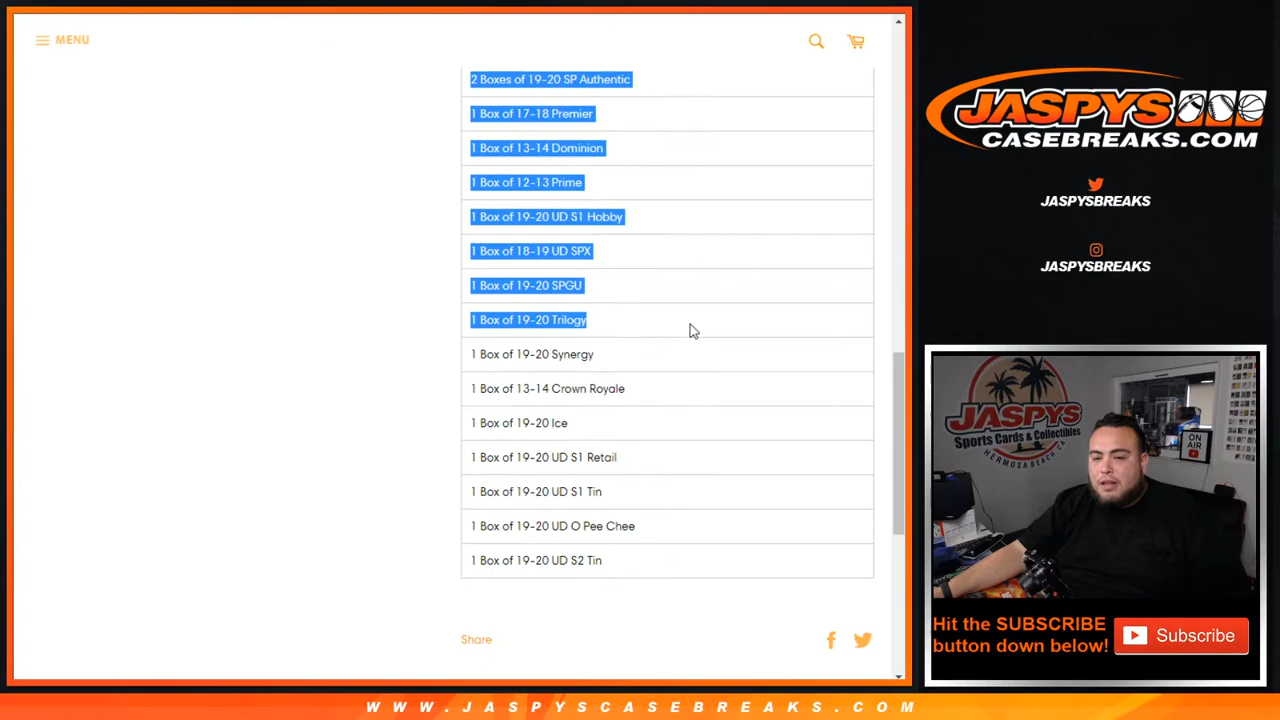 MENU
2 Boxes of 19-20 SP Authentic
1 Box of 17-18 Premier
1 Box of 13-14 Dominion
1 Box of 12-13 Prime
1 Box of 19-20 UD S1 Hobby
1 Box of 18-19 UD SPX
1 Box of 19-20 SPGU
1 Box of 19-20 Trilogy
1 Box of 19-20 Synergy
1 Box of 13-14 Crown Royale
1 Box of 19-20 Ice
1 Box of 19-20 UD S1 Retail
1 Box of 19-20 UD S1 Tin
1 Box of 19-20 UD O Pee Chee
1 Box of 19-20 UD S2 Tin
Share
JASPYS
CASEBREAKS.COM
JASPYSBREAKS
JASPYSBREAKS
JASPYS
Sports Cards & Collectibles
HERMOSA BEACH, CA
ON
AIR
Hit the SUBSCRIBE
button down below!
Subscribe
WWW.JASPYSCASEBREAKS.COM